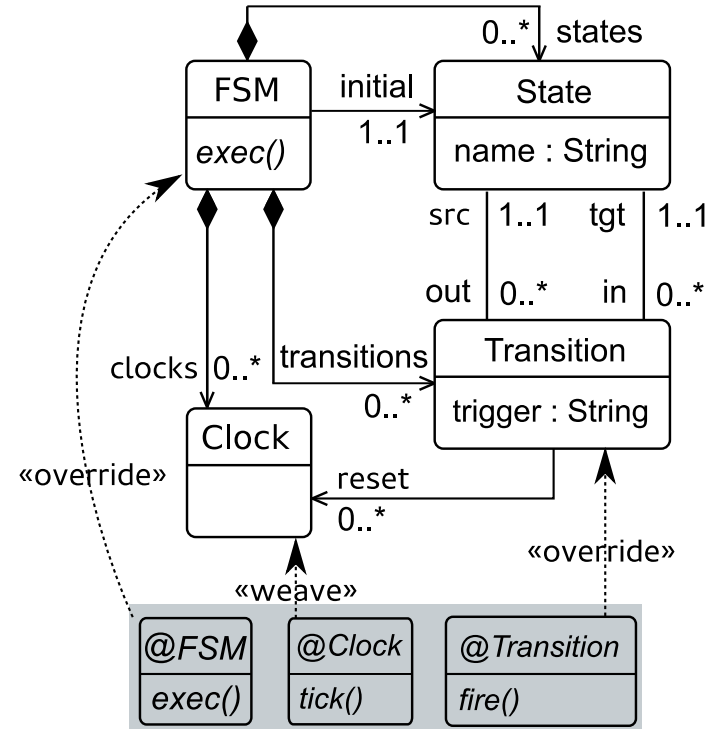 0..* states
FSM
exec()
initial
1..1
State
name : String
src 1..1 tgt 1..1
out 0..* in 0..*
clocks 0..*
transitions
0..*
Transition
trigger : String
Clock
reset
0..*
«override»
«override»
«weave»
@FSM
exec()
@Clock
tick()
@Transition
fire()